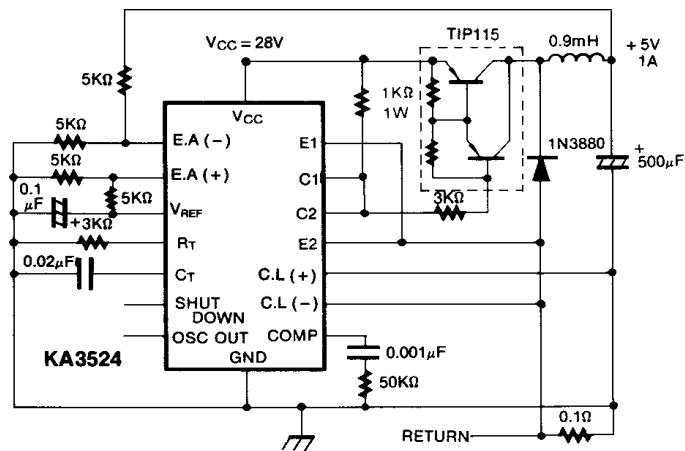 TIP115
VCC = 28V
0.9mH
+ 5V
1A
5KΩ
VCC
1KΩ
1W
5KΩ
E.A (−)
E1
1N3880
+
500μF
5KΩ
E.A (+)
C1
0.1
μF
5KΩ
VREF
C2
3KΩ
+3KΩ
RT
E2
0.02μF
CT
C.L (+)
SHUT
DOWN
C.L (−)
OSC OUT
COMP
0.001μF
KA3524
GND
50KΩ
0.1Ω
RETURN